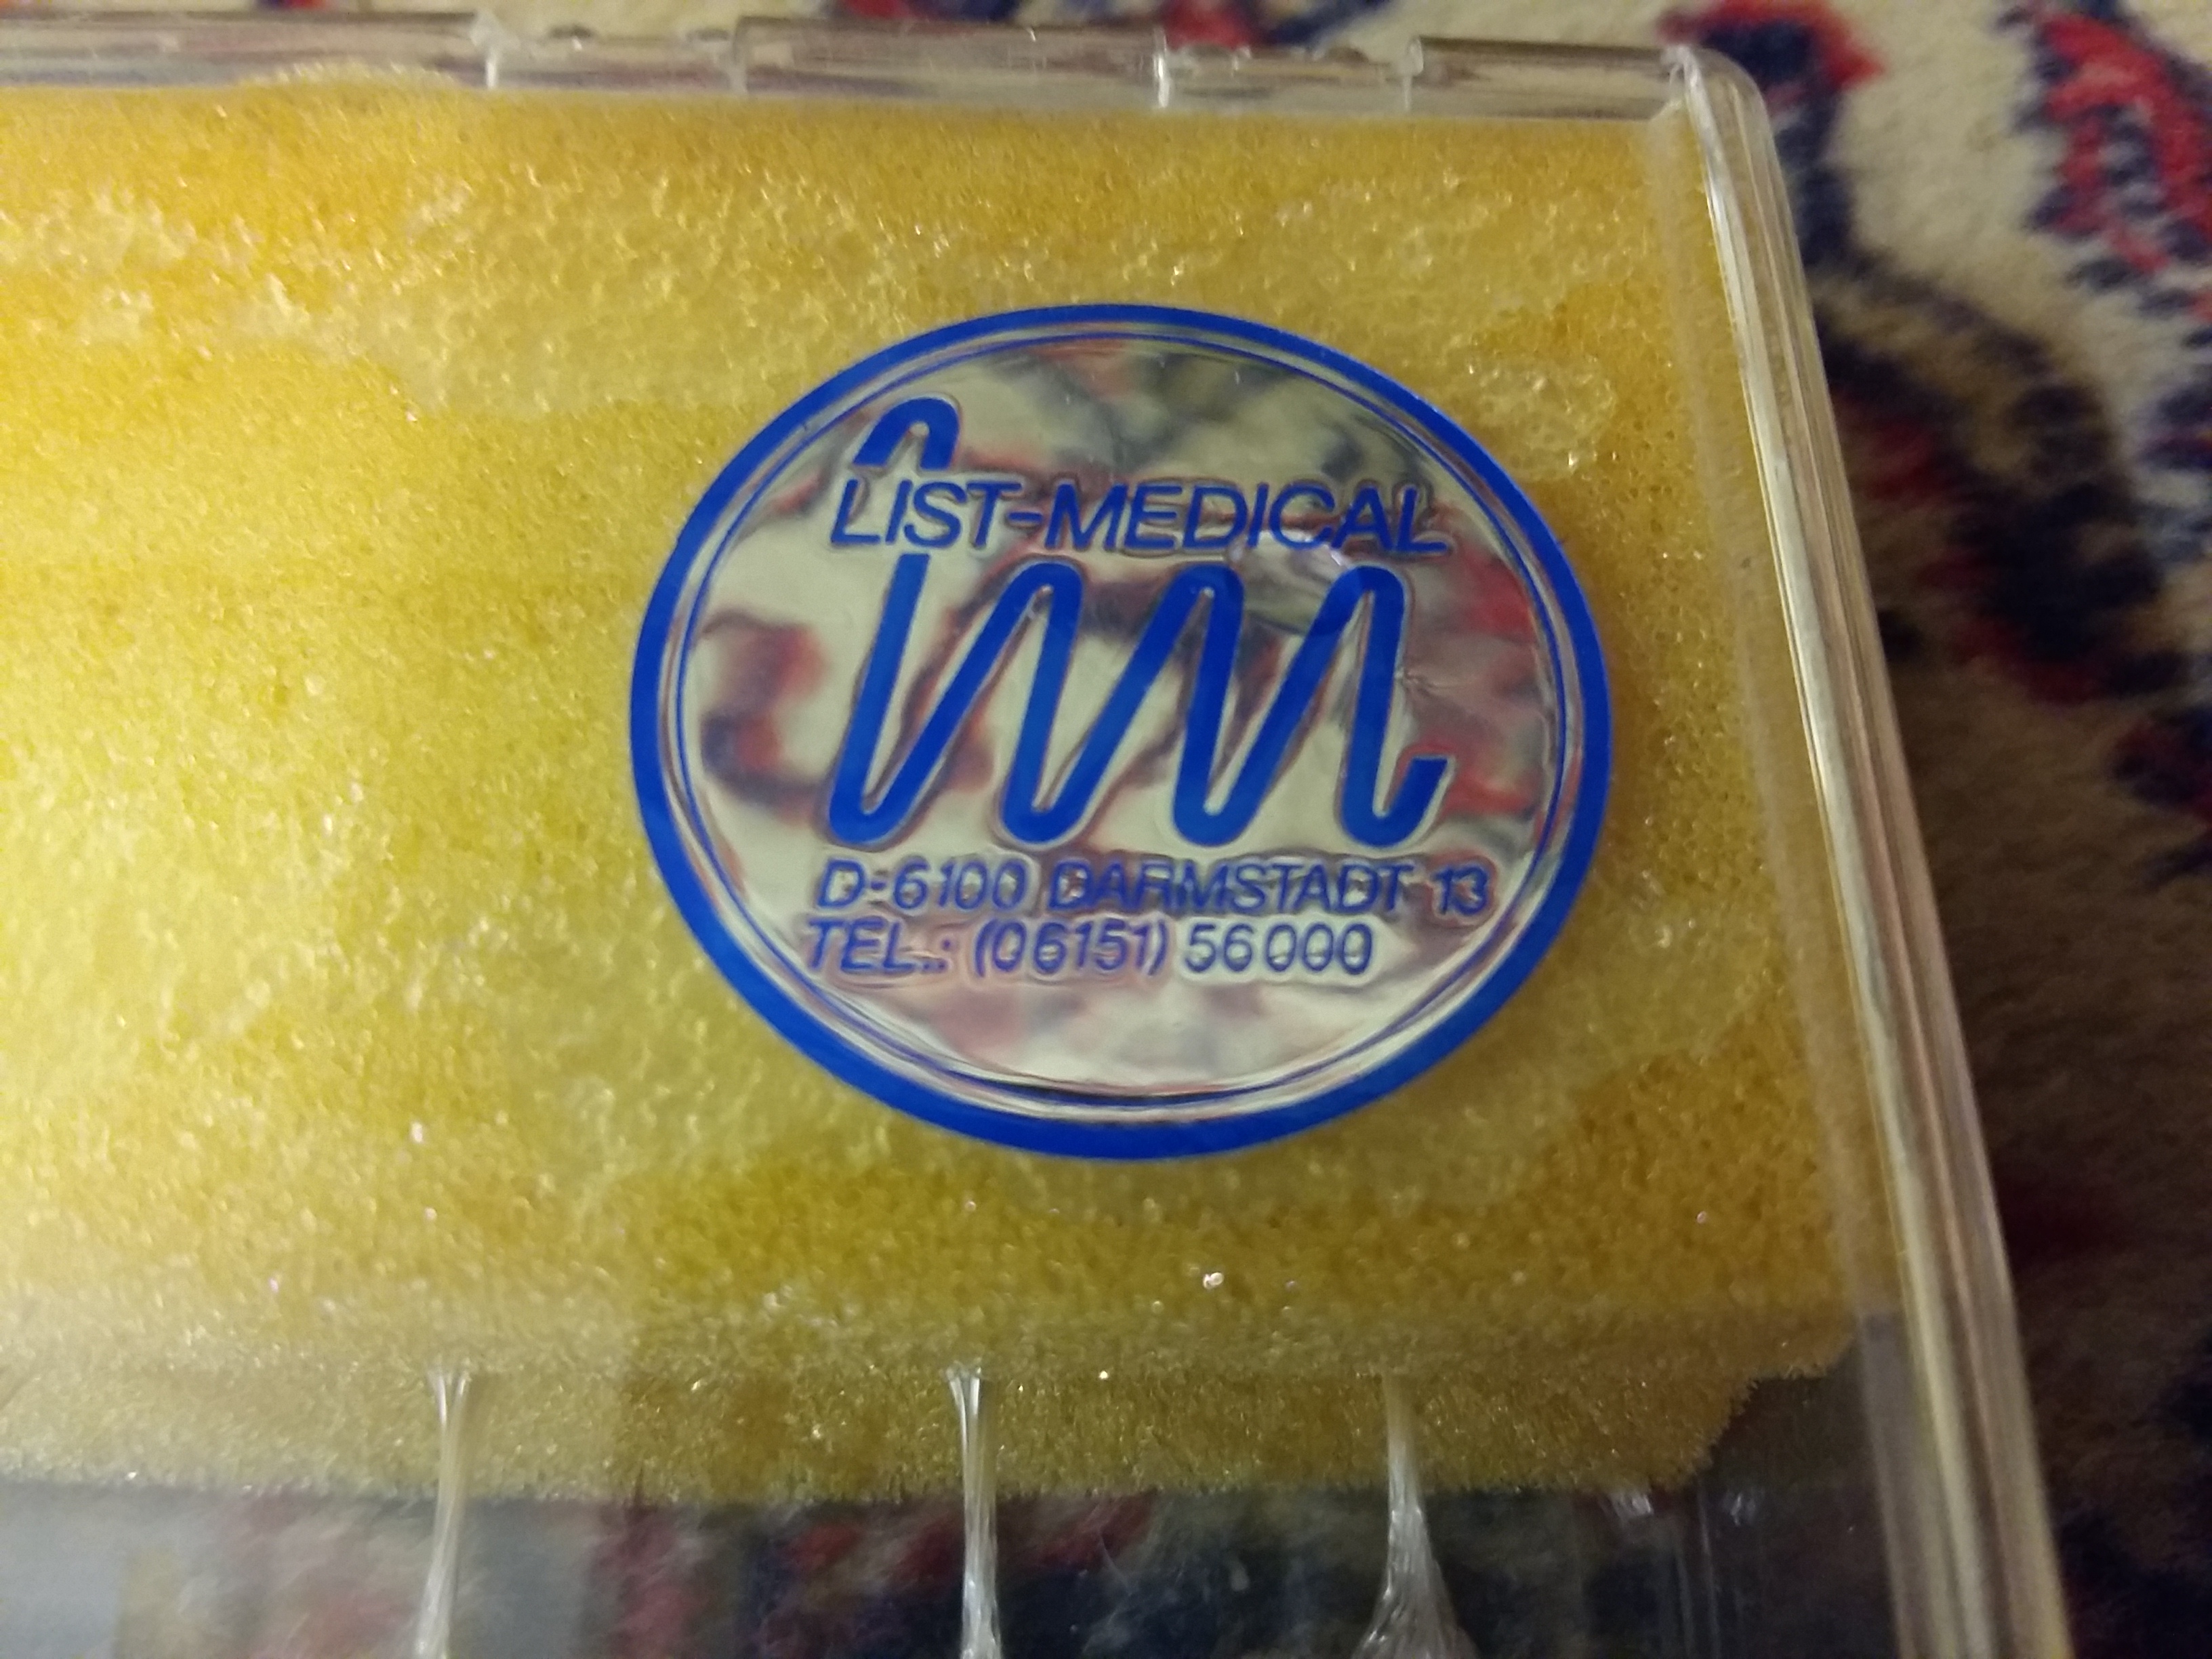 LIST-MEDICAL
D-6100 DARMSTADT 13
TEL.: (06151) 56000